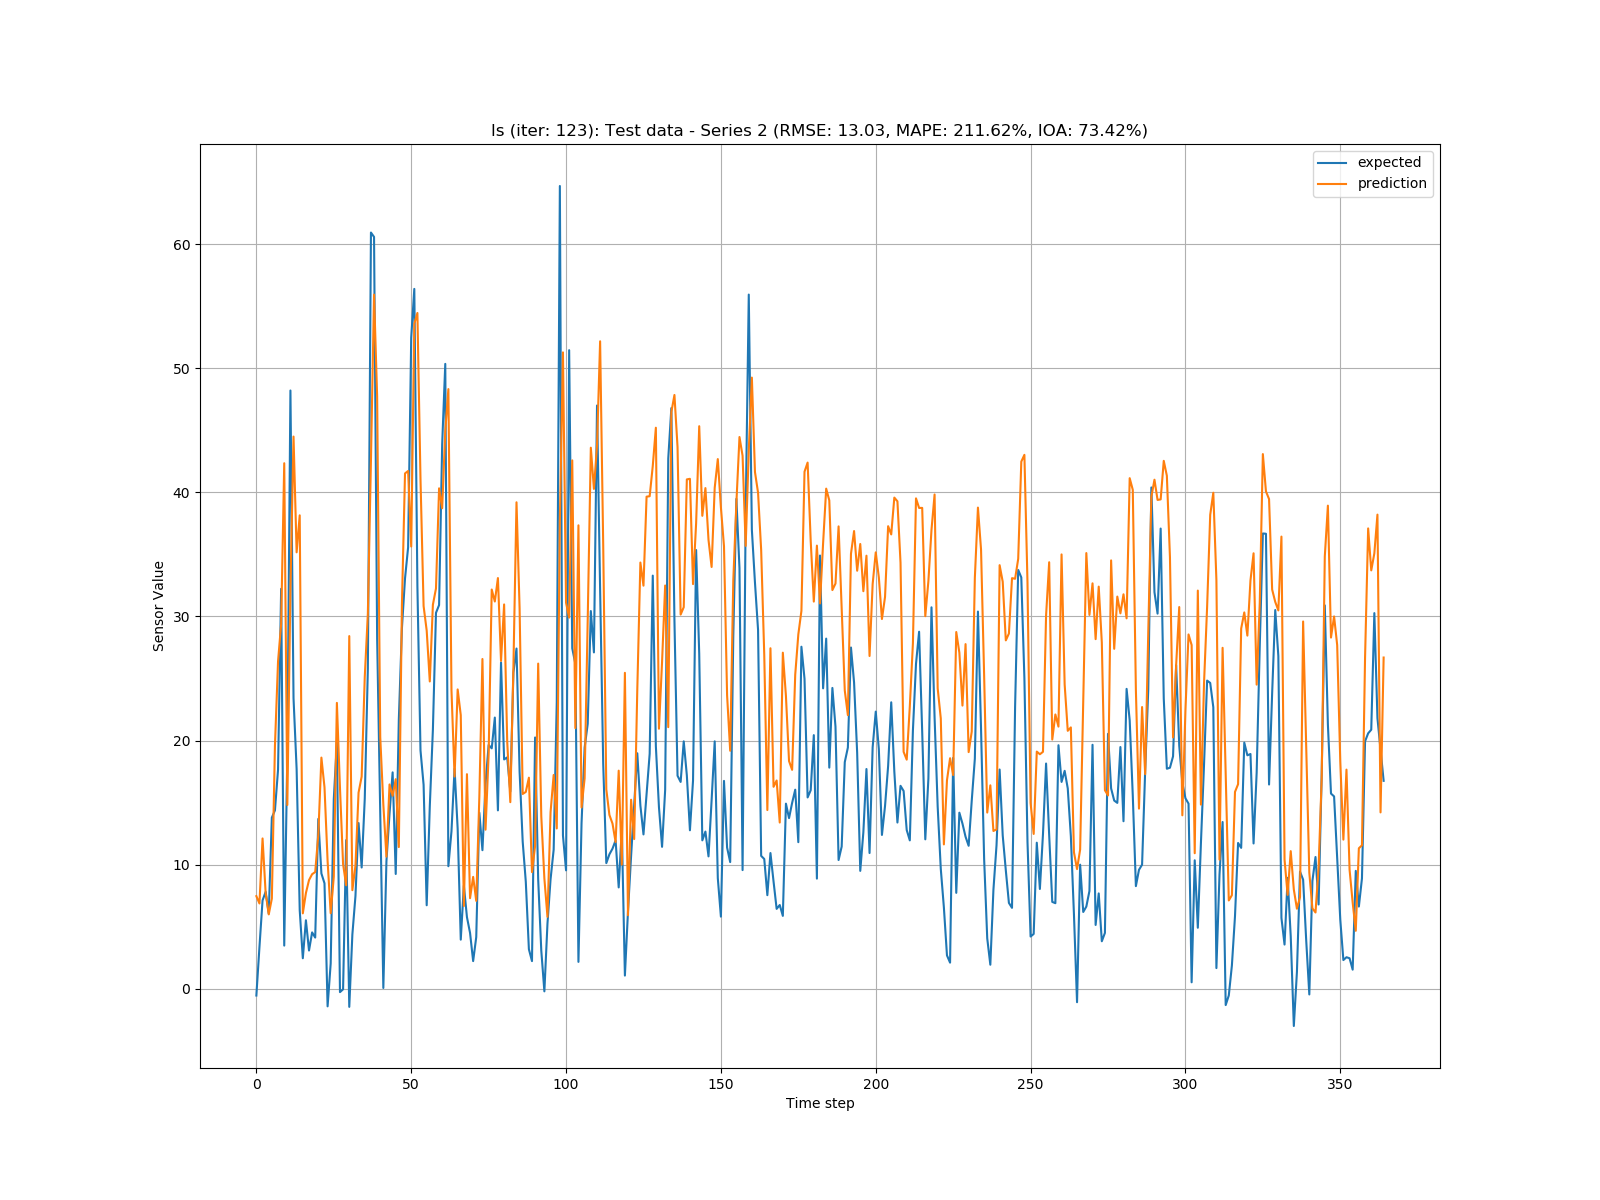 ls (iter: 123): Test data - Series 2 (RMSE: 13.03, MAPE: 211.62%, IOA: 73.42%)
expected
prediction
Sensor Value
60
50
40
30
20
10
0
0 50 100 150 200 250 300 350
Time step